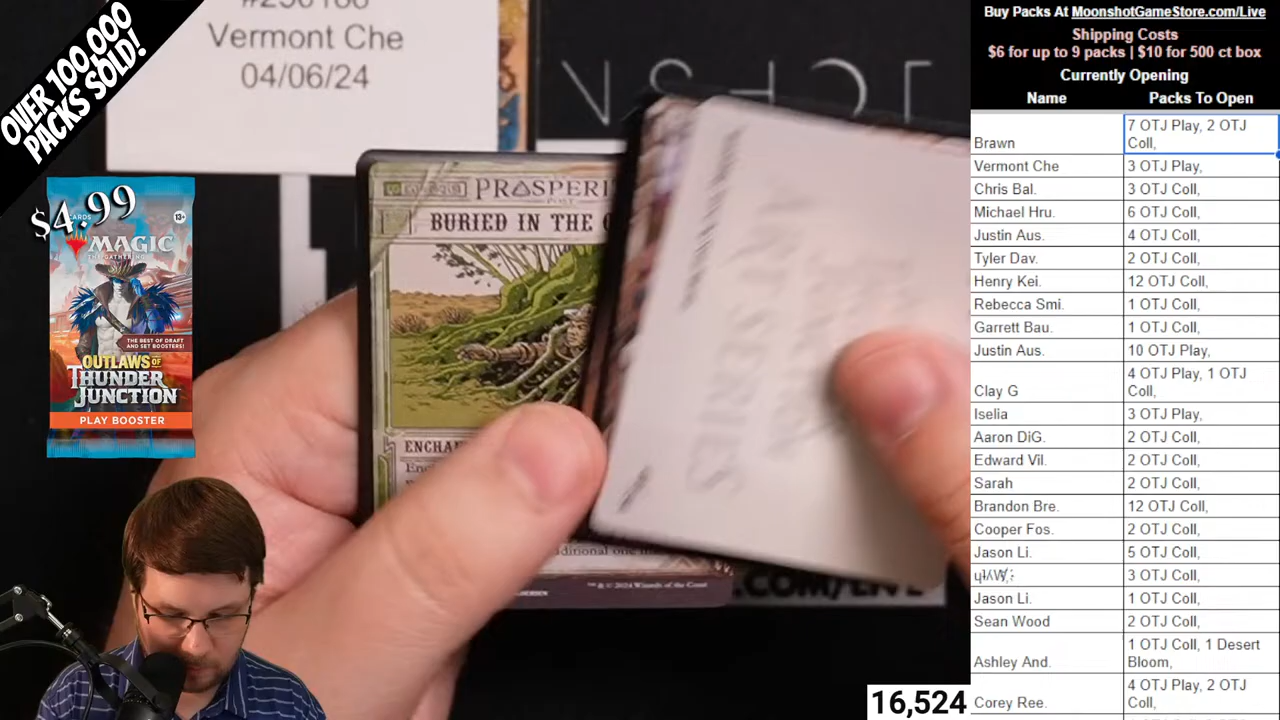 OVER 100,000
PACKS SOLD!
Vermont Che
04/06/24
$4.99
MAGIC
THE GATHERING
13+
THE BEST OF DRAFT
AND SET BOOSTERS!
OUTLAWS OF
THUNDER
JUNCTION
PLAY BOOSTER
BURIED IN THE
™ & © 2024 Wizards of the Coast
.COM/LIVE
16,524
Buy Packs At MoonshotGameStore.com/Live
Shipping Costs
$6 for up to 9 packs | $10 for 500 ct box
Currently Opening
Name Packs To Open
Brawn 7 OTJ Play, 2 OTJ
Coll,
Vermont Che 3 OTJ Play,
Chris Bal. 3 OTJ Coll,
Michael Hru. 6 OTJ Coll,
Justin Aus. 4 OTJ Coll,
Tyler Dav. 2 OTJ Coll,
Henry Kei. 12 OTJ Coll,
Rebecca Smi. 1 OTJ Coll,
Garrett Bau. 1 OTJ Coll,
Justin Aus. 10 OTJ Play,
Clay G 4 OTJ Play, 1 OTJ
Coll,
Iselia 3 OTJ Play,
Aaron DiG. 2 OTJ Coll,
Edward Vil. 2 OTJ Coll,
Sarah 2 OTJ Coll,
Brandon Bre. 12 OTJ Coll,
Cooper Fos. 2 OTJ Coll,
Jason Li. 5 OTJ Coll,
3 OTJ Coll,
Jason Li. 1 OTJ Coll,
Sean Wood 2 OTJ Coll,
Ashley And. 1 OTJ Coll, 1 Desert
Bloom,
Corey Ree. 4 OTJ Play, 2 OTJ
Coll,